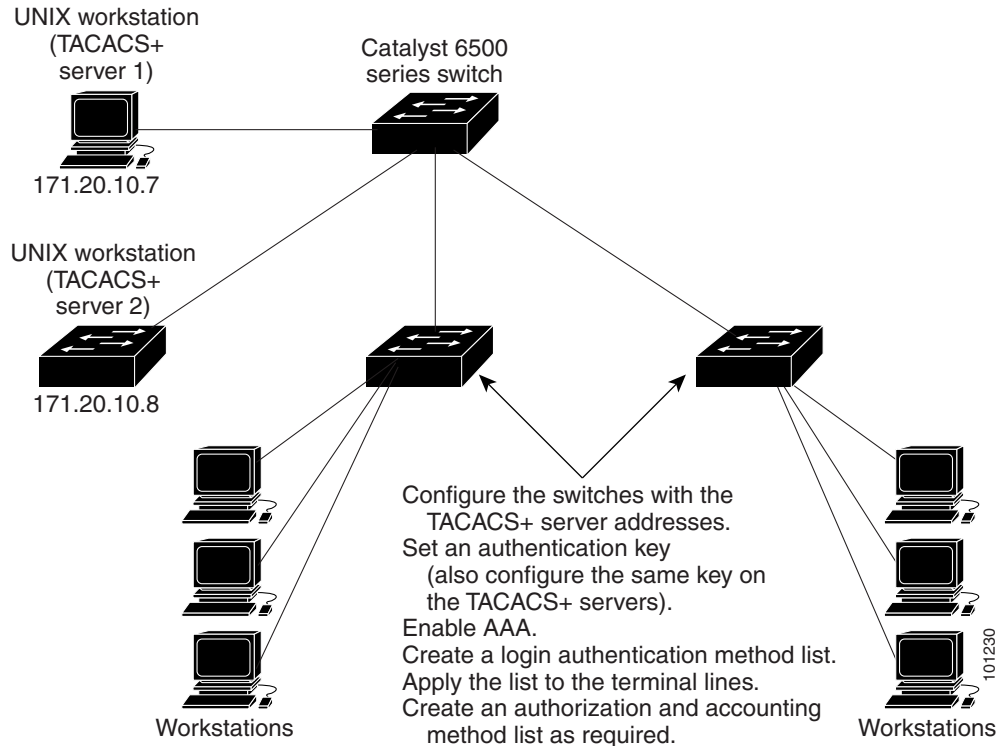 UNIX workstation
(TACACS+
server 1)
Catalyst 6500
series switch
171.20.10.7
UNIX workstation
(TACACS+
server 2)
171.20.10.8
Configure the switches with the
TACACS+ server addresses.
Set an authentication key
(also configure the same key on
the TACACS+ servers).
Enable AAA.
Create a login authentication method list.
Apply the list to the terminal lines.
Create an authorization and accounting
method list as required.
Workstations
Workstations
101230